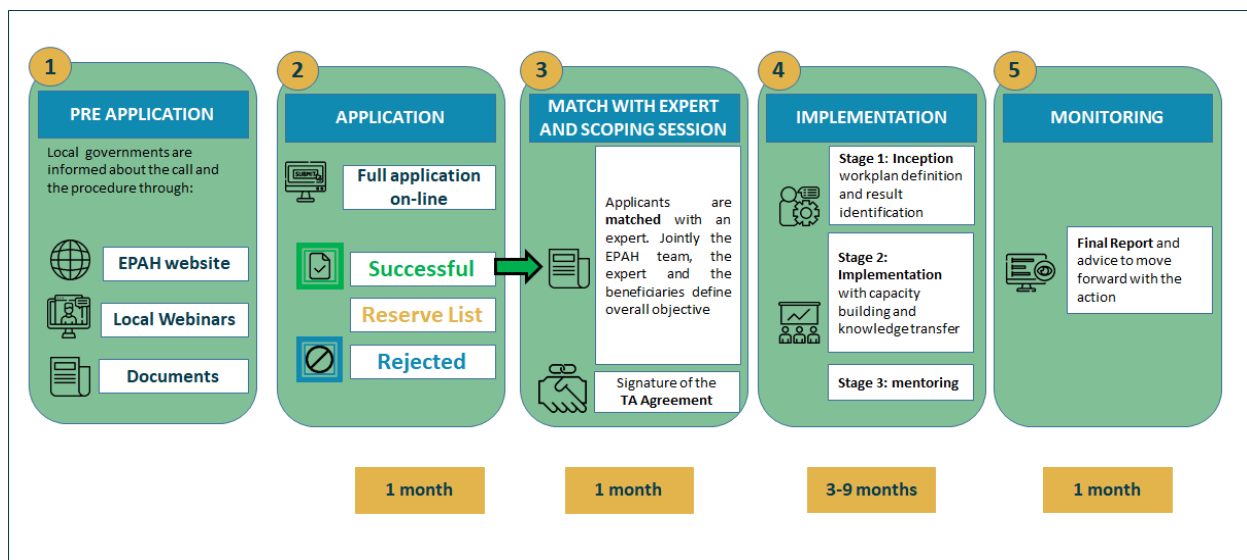 1
PRE APPLICATION
Local governments are
informed about the call and
the procedure through:
EPAH website
Local Webinars
Documents
2
APPLICATION
SUBMIT
Full application
on-line
Successful
Reserve List
Rejected
1 month
3
MATCH WITH EXPERT
AND SCOPING SESSION
Applicants are
matched with an
expert. Jointly the
EPAH team, the
expert and the
beneficiaries define
overall objective
Signature of the
TA Agreement
1 month
4
IMPLEMENTATION
Stage 1: Inception
workplan definition
and result
identification
Stage 2:
Implementation
with capacity
building and
knowledge transfer
Stage 3: mentoring
3-9 months
5
MONITORING
Final Report and
advice to move
forward with the
action
1 month